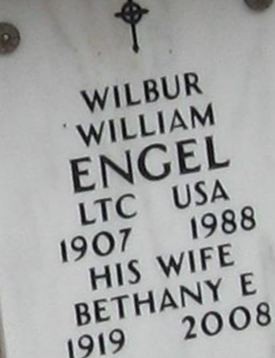 WILBUR
WILLIAM
ENGEL
LTC USA
1907 1988
HIS WIFE
BETHANY E
1919 2008